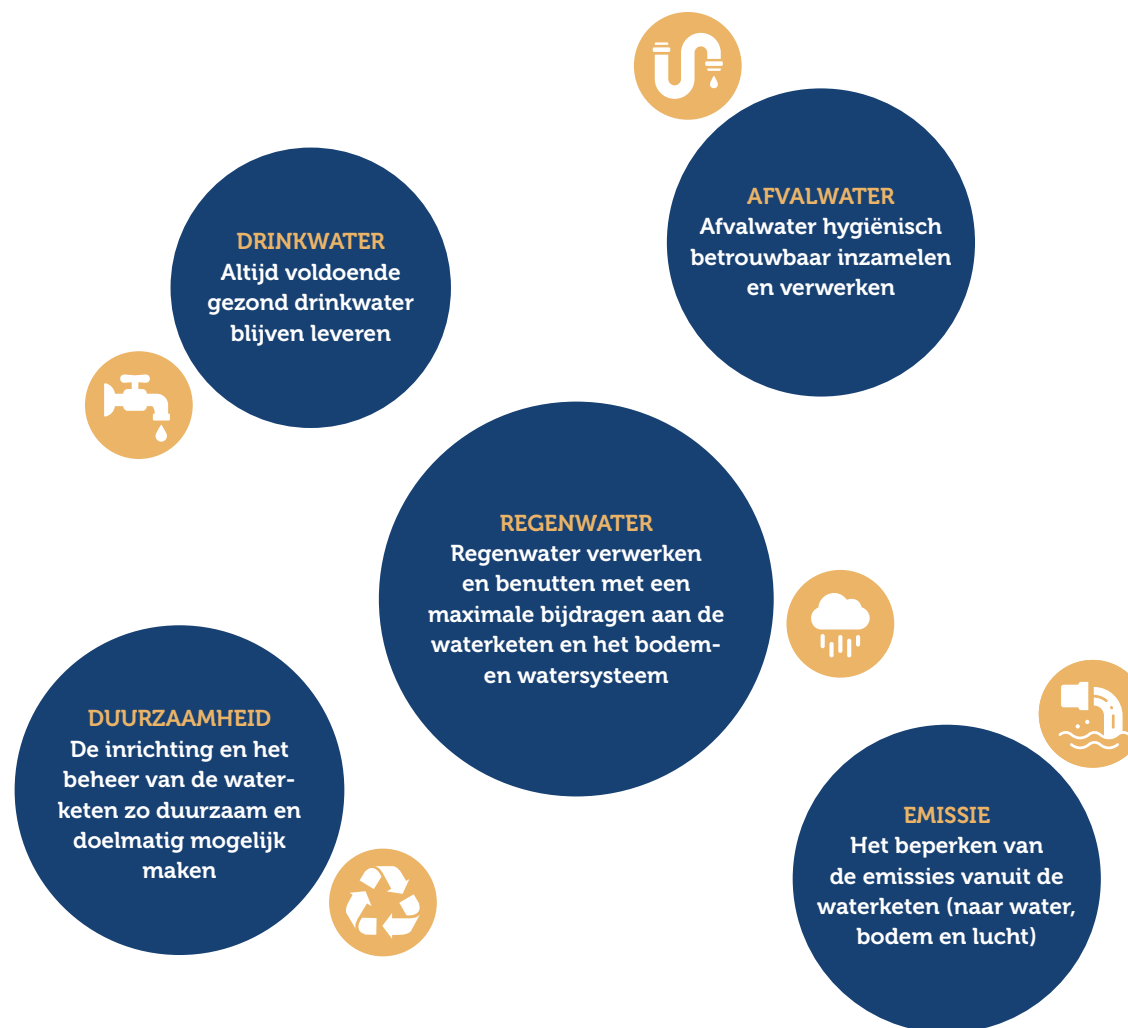 DRINKWATER
Altijd voldoende
gezond drinkwater
blijven leveren
AFVALWATER
Afvalwater hygiënisch
betrouwbaar inzamelen
en verwerken
REGENWATER
Regenwater verwerken
en benutten met een
maximale bijdragen aan de
waterketen en het bodem-
en watersysteem
DUURZAAMHEID
De inrichting en het
beheer van de water-
keten zo duurzaam en
doelmatig mogelijk
maken
EMISSIE
Het beperken van
de emissies vanuit de
waterketen (naar water,
bodem en lucht)